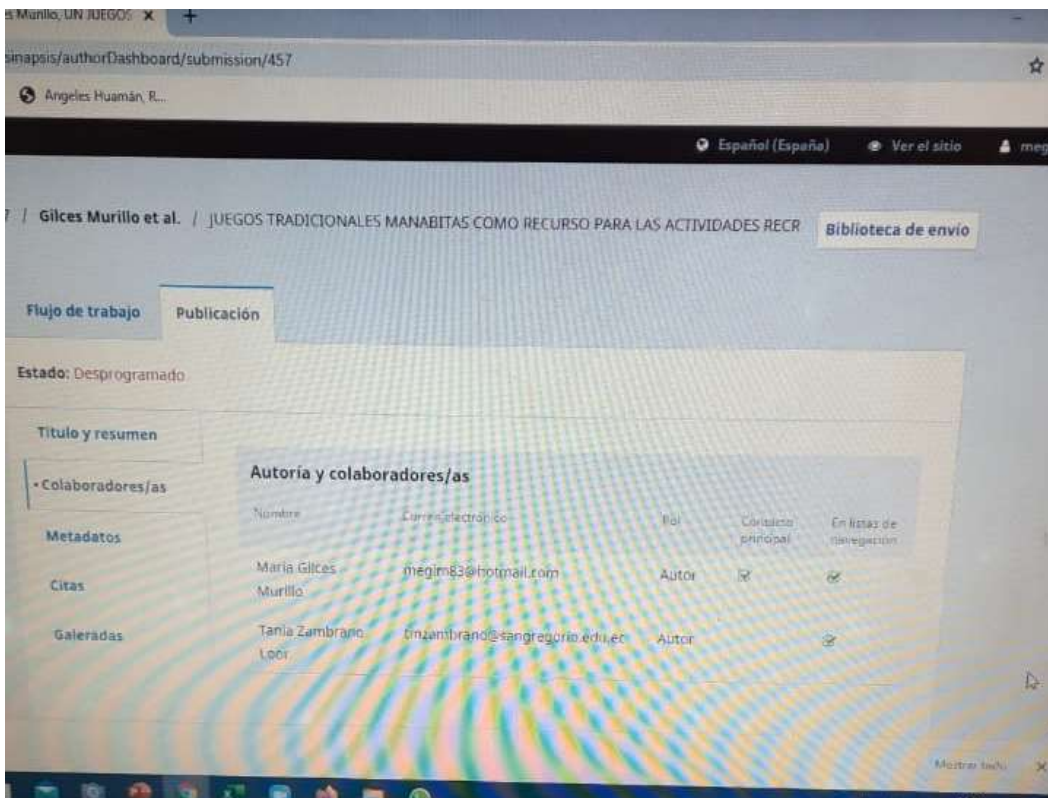 s Murillo, UN JUEGOS
sinapsis/authorDashboard/submission/457
Angeles Huamán, R...
Español (España) Ver el sitio meg
7 / Gilces Murillo et al. / JUEGOS TRADICIONALES MANABITAS COMO RECURSO PARA LAS ACTIVIDADES RECR Biblioteca de envío
Flujo de trabajo Publicación
Estado: Desprogramado
Título y resumen
Colaboradores/as
Metadatos
Citas
Galeradas
Autoría y colaboradores/as
Nombre Correo electrónico Rol Contacto principal En listas de navegación
Maria Gilces megim83@hotmail.com Autor
Murillo
Tania Zambrano tinzambrano@sangregorio.edu.ec Autor
Loor
Mostrar todo